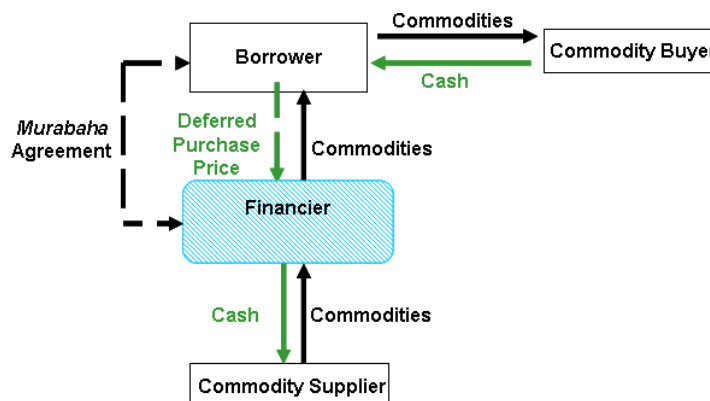 Commodities
Borrower
Commodity Buyer
Cash
Murabaha
Agreement
Deferred
Purchase
Price
Commodities
Financier
Cash
Commodities
Commodity Supplier